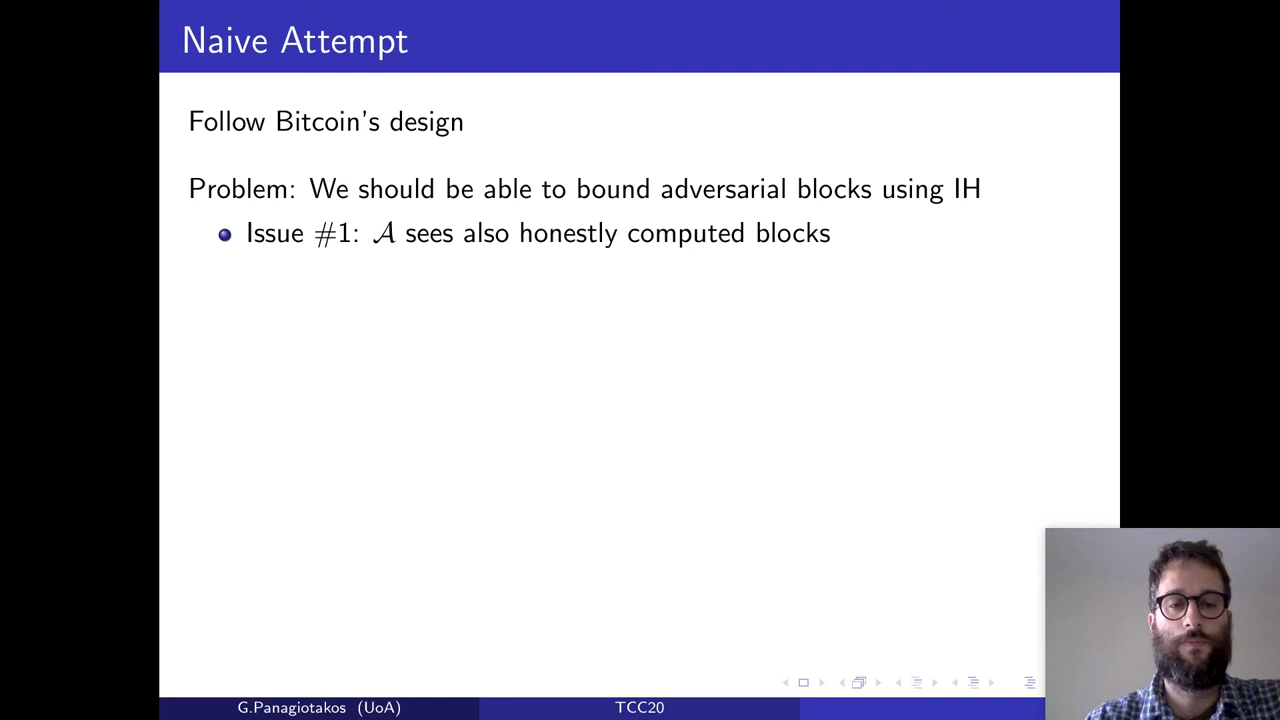 Naive Attempt
Follow Bitcoin's design
Problem: We should be able to bound adversarial blocks using IH
Issue #1: 𝒜 sees also honestly computed blocks
G.Panagiotakos (UoA)
TCC20